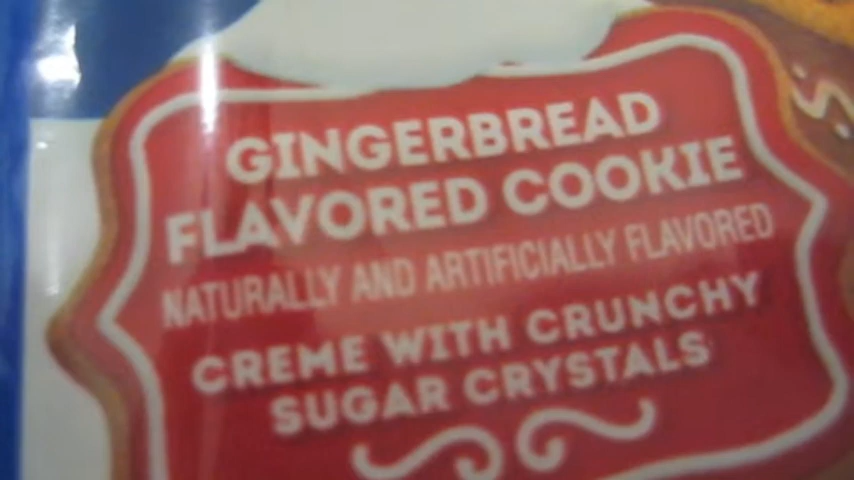 GINGERBREAD
FLAVORED COOKIE
NATURALLY AND ARTIFICIALLY FLAVORED
CREME WITH CRUNCHY
SUGAR CRYSTALS